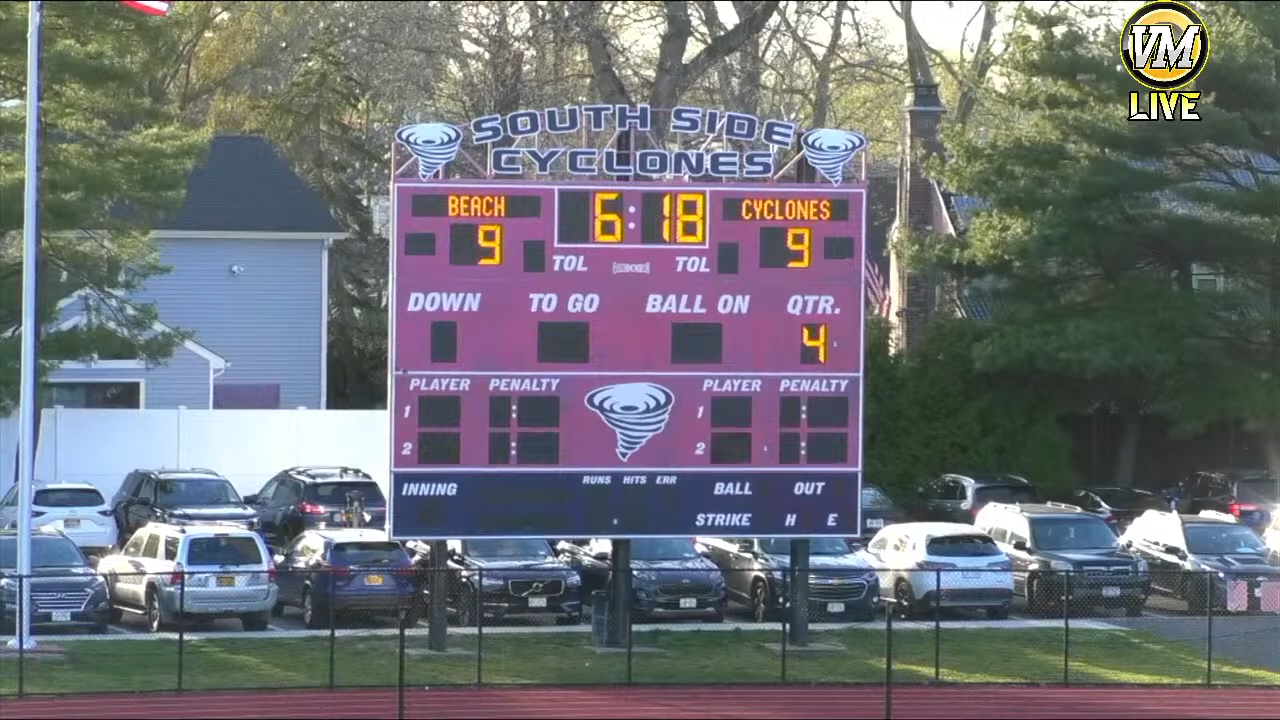 VM
LIVE
SOUTH SIDE
CYCLONES
BEACH 6:18 CYCLONES
9 9
TOL TOL
DOWN TO GO BALL ON QTR.
4
PLAYER PENALTY PLAYER PENALTY
1 : 1 :
2 : 2 :
RUNS HITS ERR
INNING BALL OUT
STRIKE H E